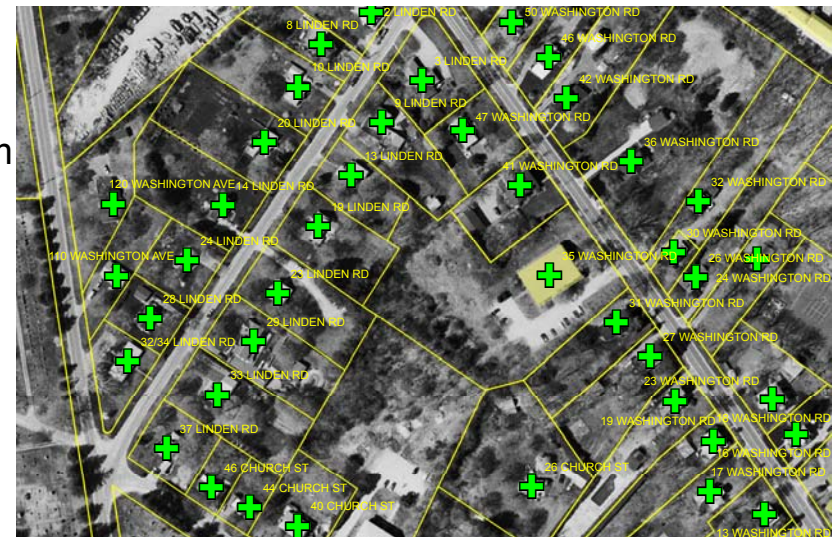 2 LINDEN RD
50 WASHINGTON RD
8 LINDEN RD
46 WASHINGTON RD
10 LINDEN RD
3 LINDEN RD
42 WASHINGTON RD
9 LINDEN RD
20 LINDEN RD
47 WASHINGTON RD
n
36 WASHINGTON RD
13 LINDEN RD
41 WASHINGTON RD
120 WASHINGTON AVE
14 LINDEN RD
32 WASHINGTON RD
19 LINDEN RD
30 WASHINGTON RD
24 LINDEN RD
110 WASHINGTON AVE
35 WASHINGTON RD
26 WASHINGTON RD
23 LINDEN RD
24 WASHINGTON RD
28 LINDEN RD
31 WASHINGTON RD
29 LINDEN RD
32/34 LINDEN RD
27 WASHINGTON RD
33 LINDEN RD
23 WASHINGTON RD
19 WASHINGTON RD
18 WASHINGTON RD
37 LINDEN RD
16 WASHINGTON RD
46 CHURCH ST
26 CHURCH ST
17 WASHINGTON RD
44 CHURCH ST
40 CHURCH ST
13 WASHINGTON RD